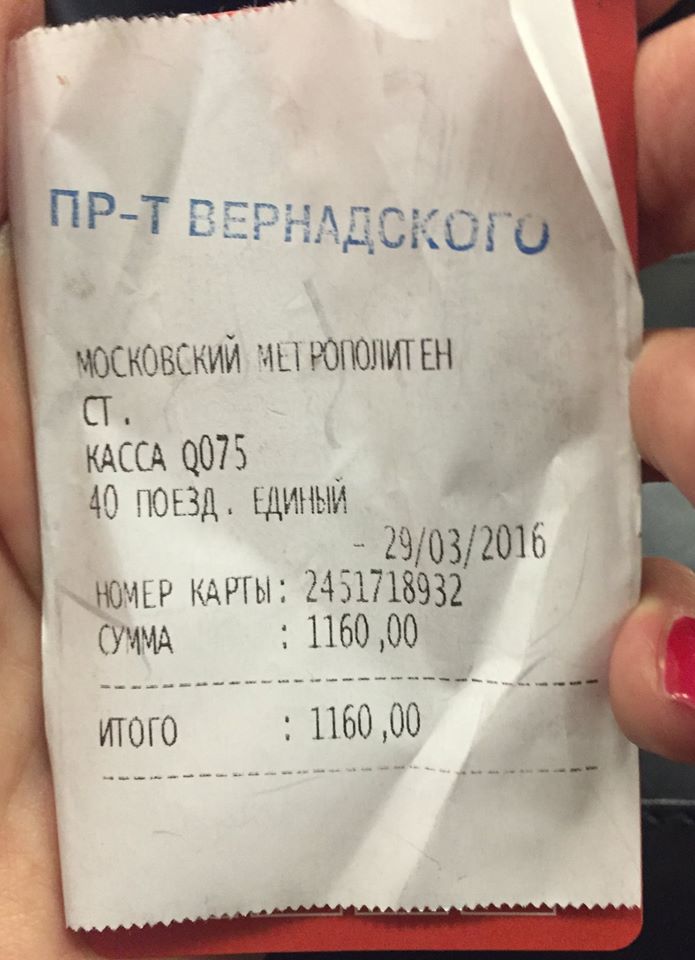 ПР-Т ВЕРНАДСКОГО
МОСКОВСКИЙ МЕТРОПОЛИТЕН
СТ.
КАССА Q075
40 ПОЕЗД. ЕДИНЫЙ
- 29/03/2016
НОМЕР КАРТЫ: 2451718932
СУММА : 1160,00
ИТОГО : 1160,00